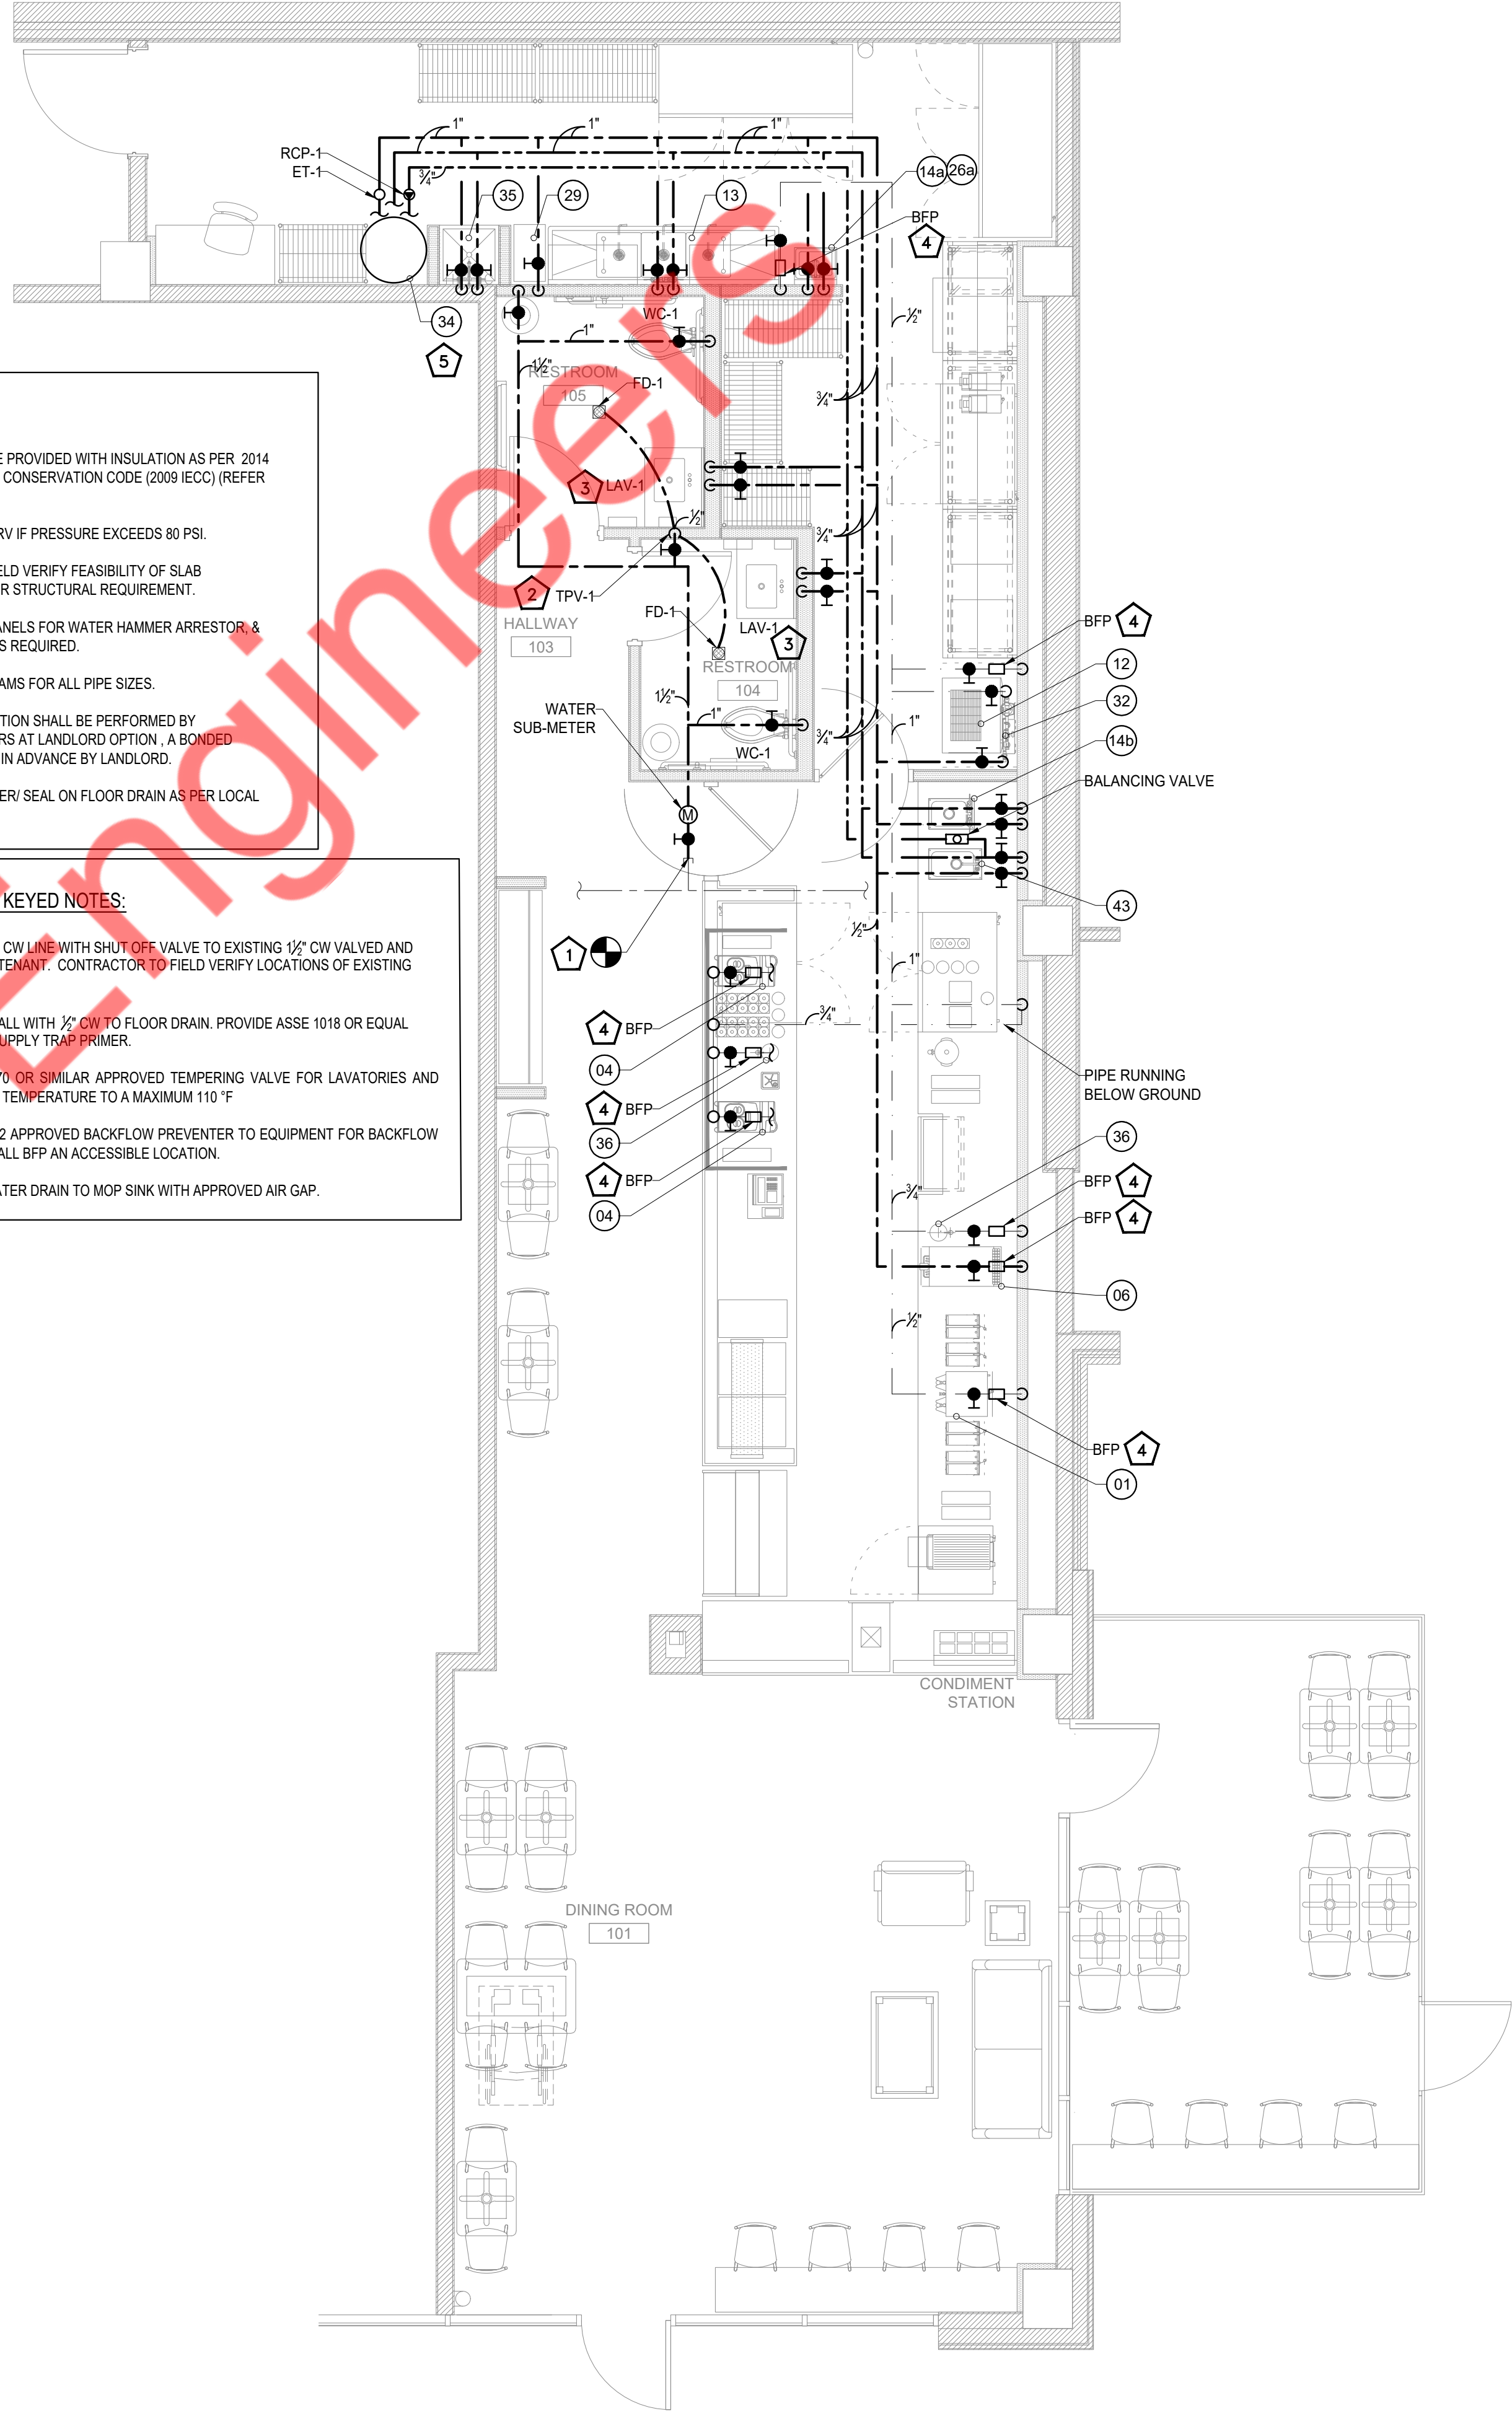 1"
1"
1"
RCP-1
ET-1
3/4"
35
29
13
14a
26a
BFP
4
34
5
WC-1
1"
1½"
RESTROOM
105
FD-1
½"
3/4"
3
LAV-1
½"
3/4"
2
TPV-1
HALLWAY
103
FD-1
LAV-1
3
RESTROOM
104
1½"
1"
WC-1
WATER
SUB-METER
M
3/4"
1"
BFP
4
12
32
14b
BALANCING VALVE
43
1
½"
1"
3/4"
4
BFP
04
4
BFP
36
4
BFP
04
PIPE RUNNING
BELOW GROUND
36
BFP
4
BFP
4
3/4"
06
½"
BFP
4
01
CONDIMENT
STATION
DINING ROOM
101
E PROVIDED WITH INSULATION AS PER 2014
CONSERVATION CODE (2009 IECC) (REFER
RV IF PRESSURE EXCEEDS 80 PSI.
ELD VERIFY FEASIBILITY OF SLAB
R STRUCTURAL REQUIREMENT.
ANELS FOR WATER HAMMER ARRESTOR, &
S REQUIRED.
AMS FOR ALL PIPE SIZES.
TION SHALL BE PERFORMED BY
RS AT LANDLORD OPTION , A BONDED
IN ADVANCE BY LANDLORD.
ER/ SEAL ON FLOOR DRAIN AS PER LOCAL
KEYED NOTES:
CW LINE WITH SHUT OFF VALVE TO EXISTING 1½" CW VALVED AND
TENANT. CONTRACTOR TO FIELD VERIFY LOCATIONS OF EXISTING
ALL WITH ½" CW TO FLOOR DRAIN. PROVIDE ASSE 1018 OR EQUAL
UPPLY TRAP PRIMER.
70 OR SIMILAR APPROVED TEMPERING VALVE FOR LAVATORIES AND
TEMPERATURE TO A MAXIMUM 110 °F
2 APPROVED BACKFLOW PREVENTER TO EQUIPMENT FOR BACKFLOW
ALL BFP AN ACCESSIBLE LOCATION.
ATER DRAIN TO MOP SINK WITH APPROVED AIR GAP.
Engineers